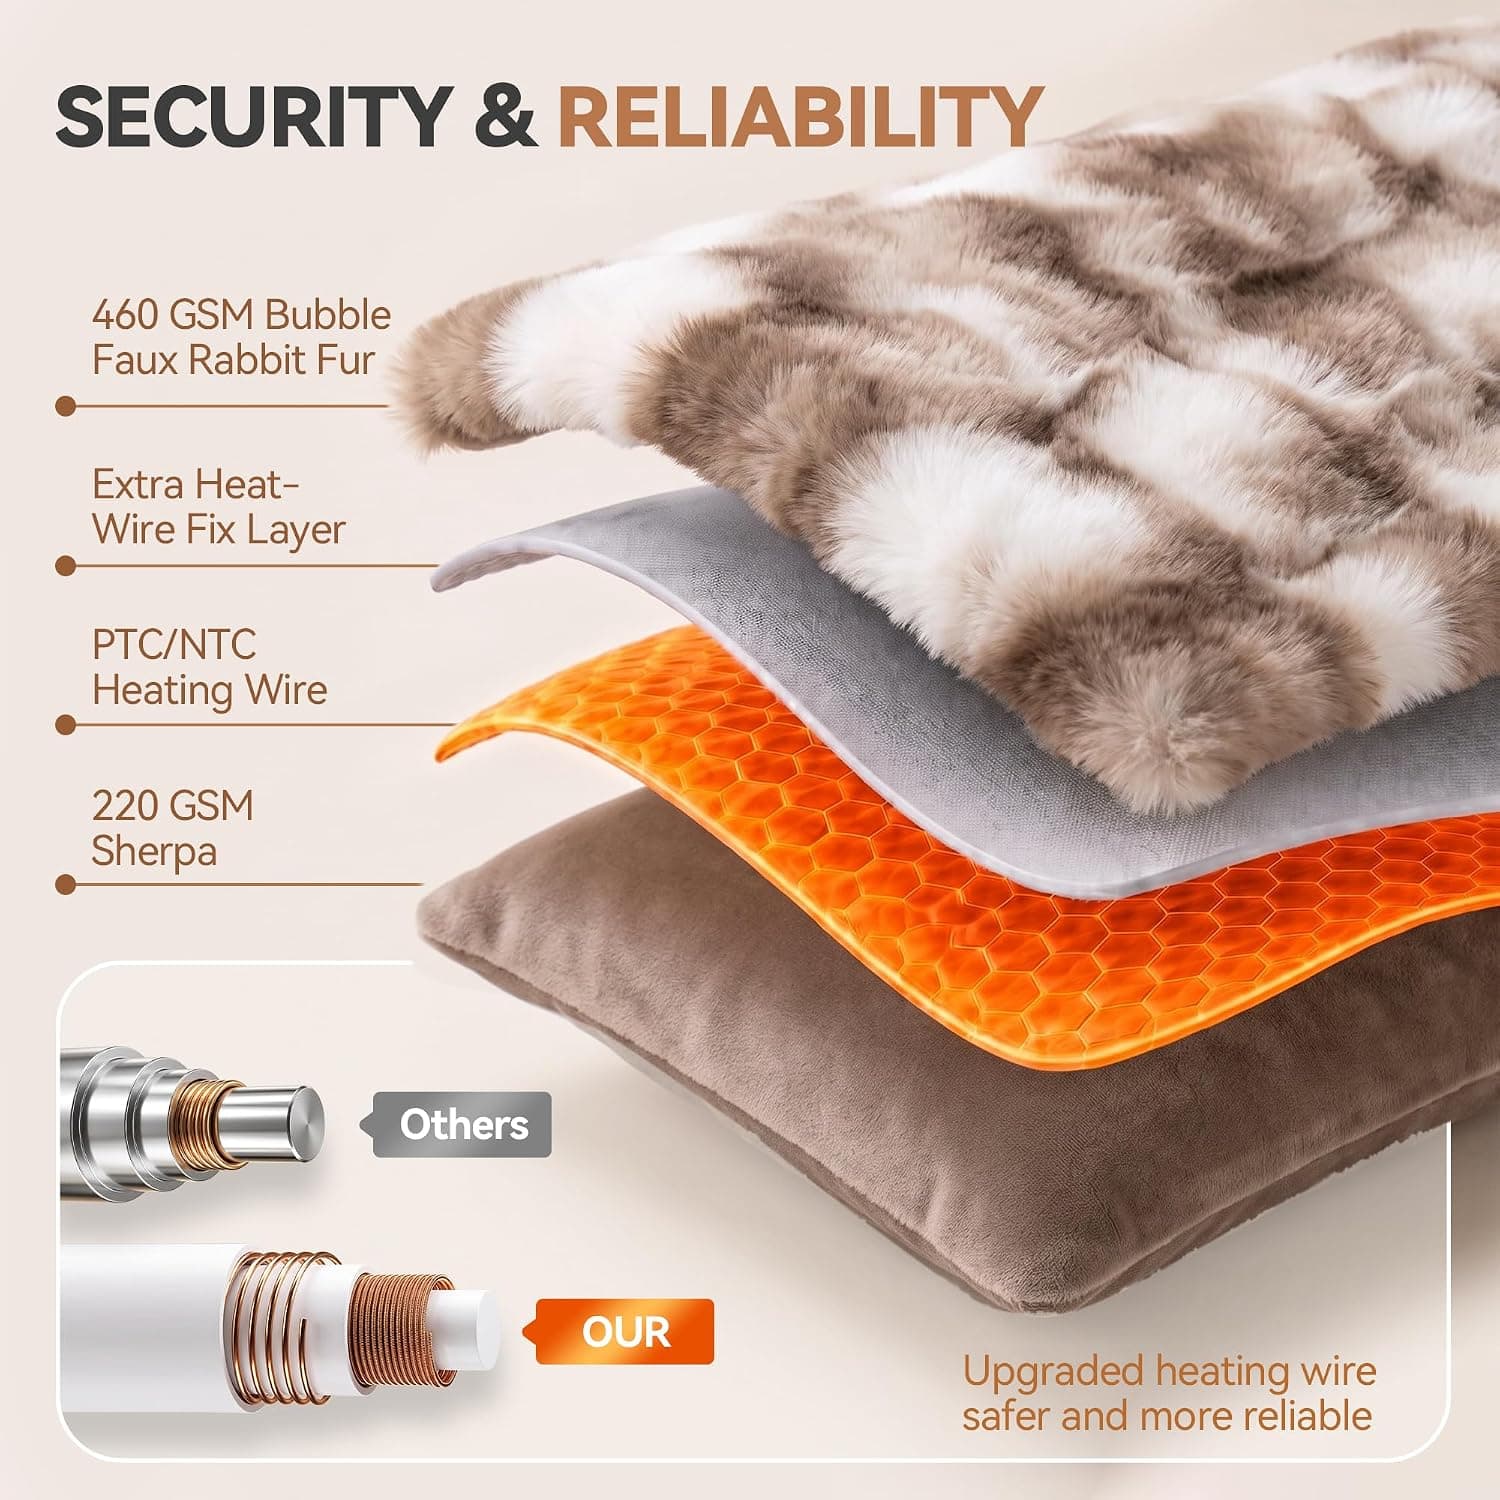 SECURITY & RELIABILITY
460 GSM Bubble
Faux Rabbit Fur
Extra Heat-
Wire Fix Layer
PTC/NTC
Heating Wire
220 GSM
Sherpa
Others
OUR
Upgraded heating wire
safer and more reliable